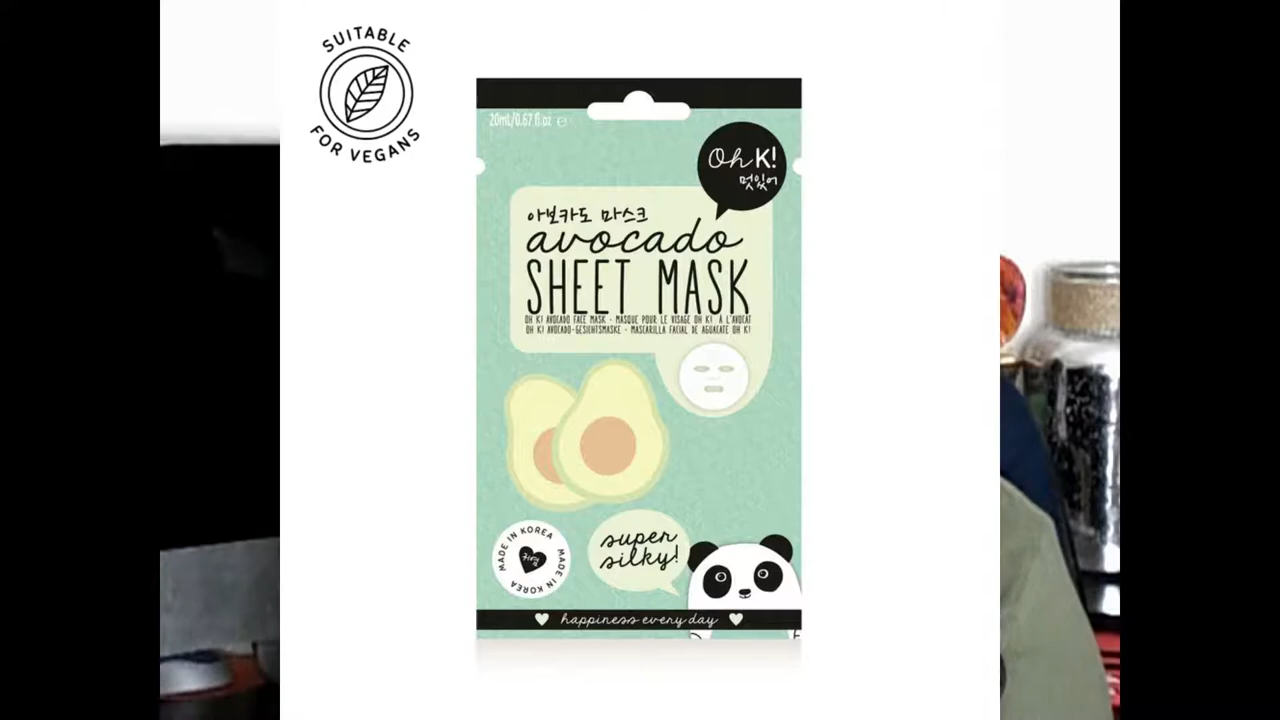 SUITABLE
FOR VEGANS
20ml/0.67 fl.oz e
Oh K!
멋있어
아보카도 마스크
avocado
SHEET MASK
OH K! AVOCADO FACE MASK - MASQUE POUR LE VISAGE OH K! À L'AVOCAT
OH K! AVOCADO-GESICHTSMASKE - MASCARILLA FACIAL DE AGUACATE OH K!
MADE IN KOREA
MADE IN KOREA
super
silky!
happiness every day